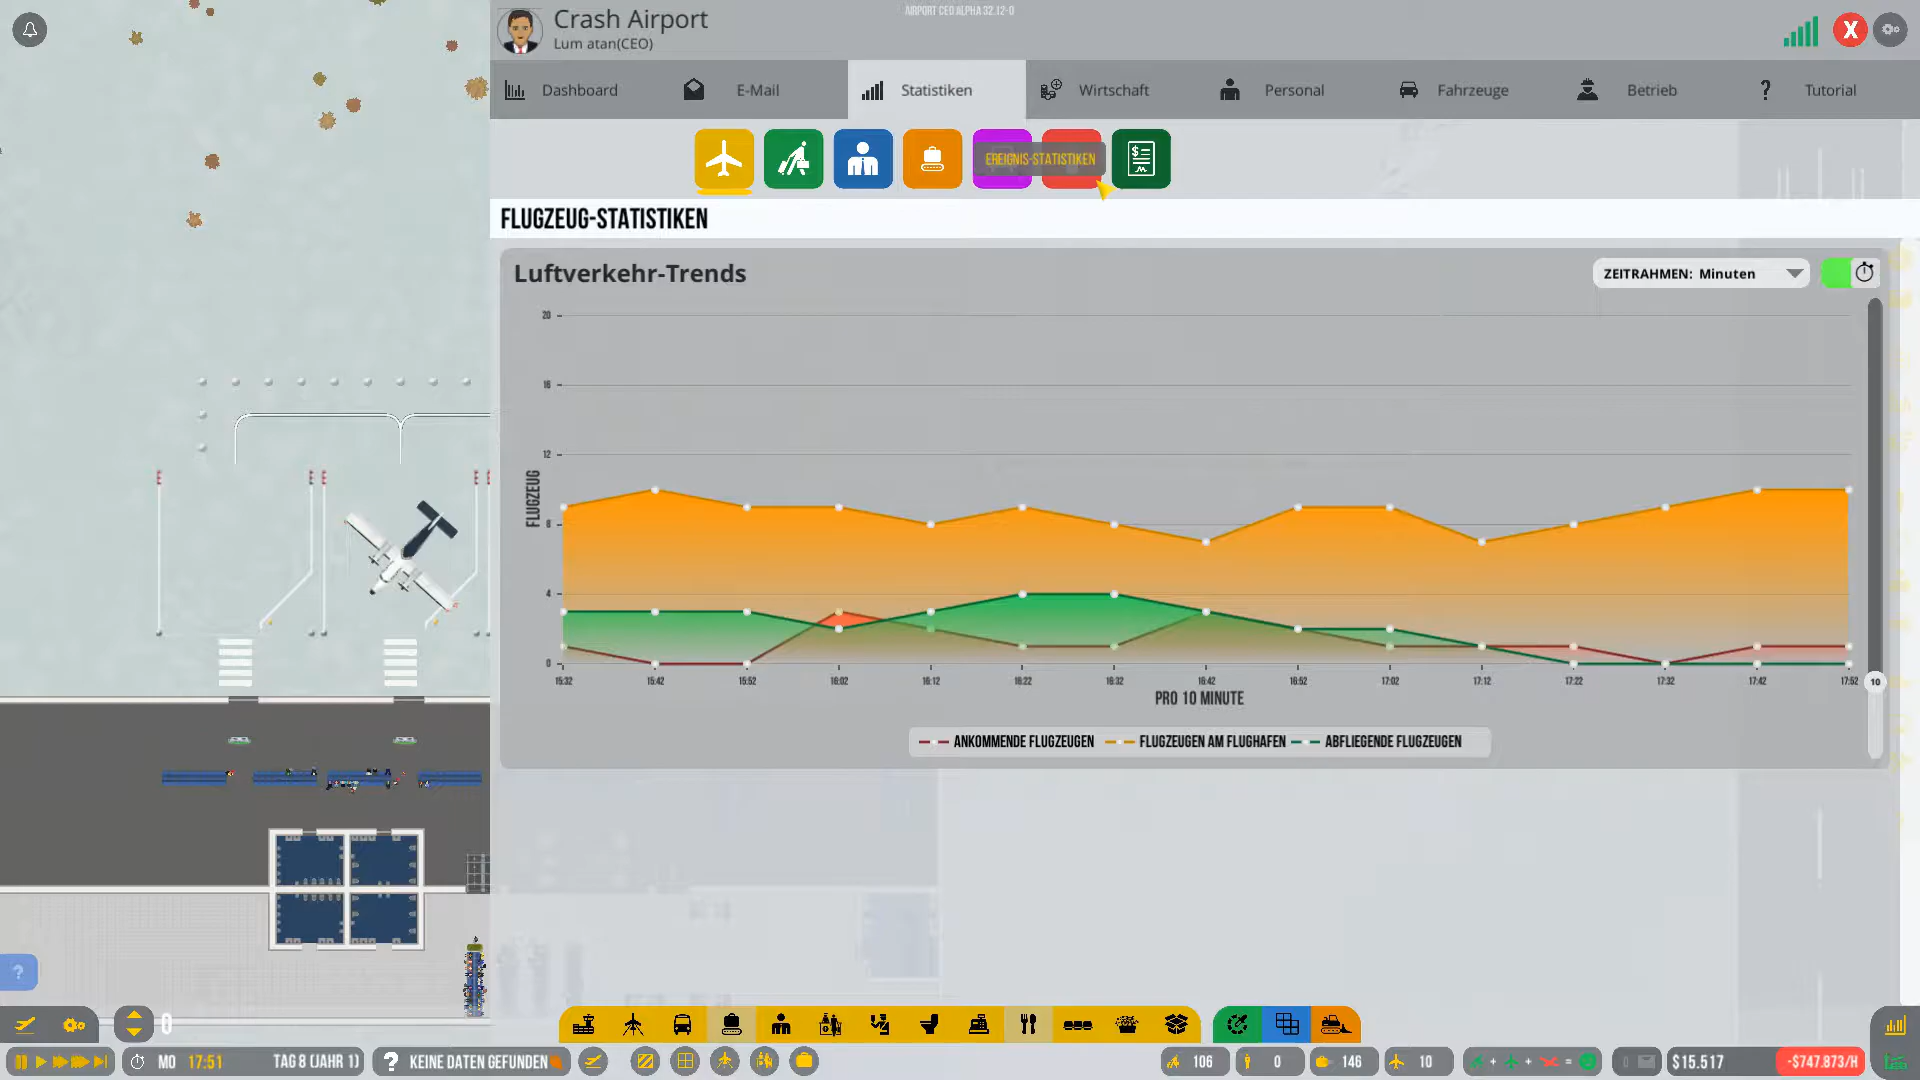 AIRPORT CEO ALPHA 32.12-0
Crash Airport
Lum atan(CEO)
X
Dashboard
E-Mail
Statistiken
Wirtschaft
Personal
Fahrzeuge
Betrieb
? Tutorial
EREIGNIS-STATISTIKEN
FLUGZEUG-STATISTIKEN
Luftverkehr-Trends
ZEITRAHMEN: Minuten
20
16
12
8
4
0
FLUGZEUG
15:32 15:42 15:52 16:02 16:12 16:22 16:32 16:42 16:52 17:02 17:12 17:22 17:32 17:42 17:52
10
PRO 10 MINUTE
ANKOMMENDE FLUGZEUGEN FLUGZEUGEN AM FLUGHAFEN ABFLIEGENDE FLUGZEUGEN
?
0
MO 17:51 TAG 8 (JAHR 1)
? KEINE DATEN GEFUNDEN
106
0
146
10
+ + =
0
$15.517
-$747.873/H